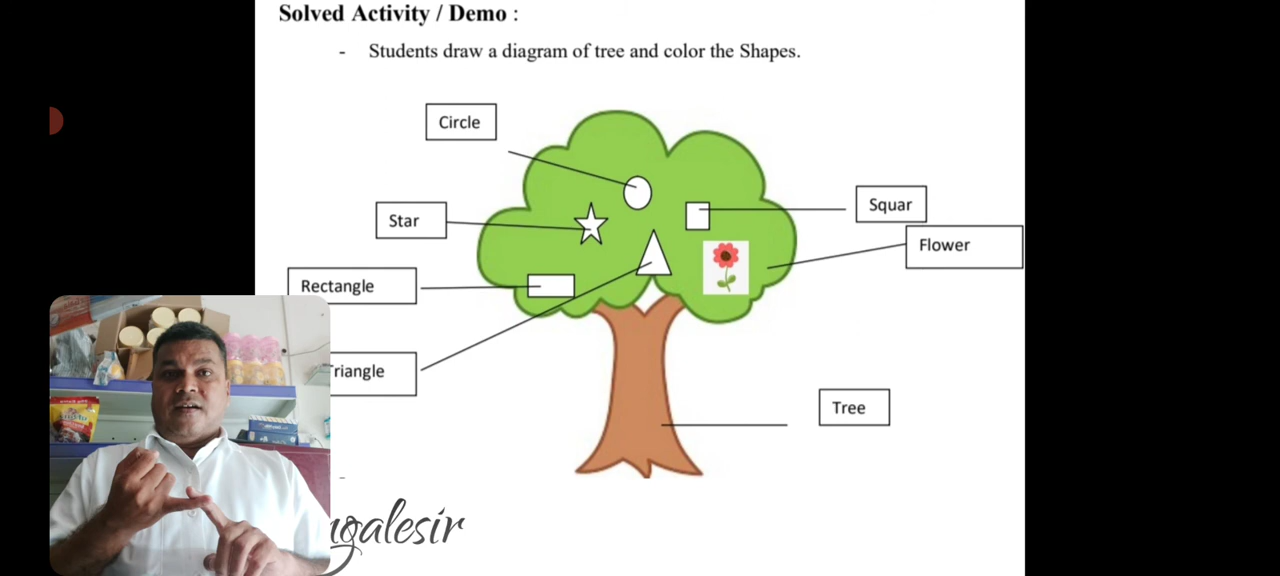 Solved Activity / Demo :
- Students draw a diagram of tree and color the Shapes.
Circle
Star
Squar
Flower
Rectangle
riangle
Tree
-
ngalesir